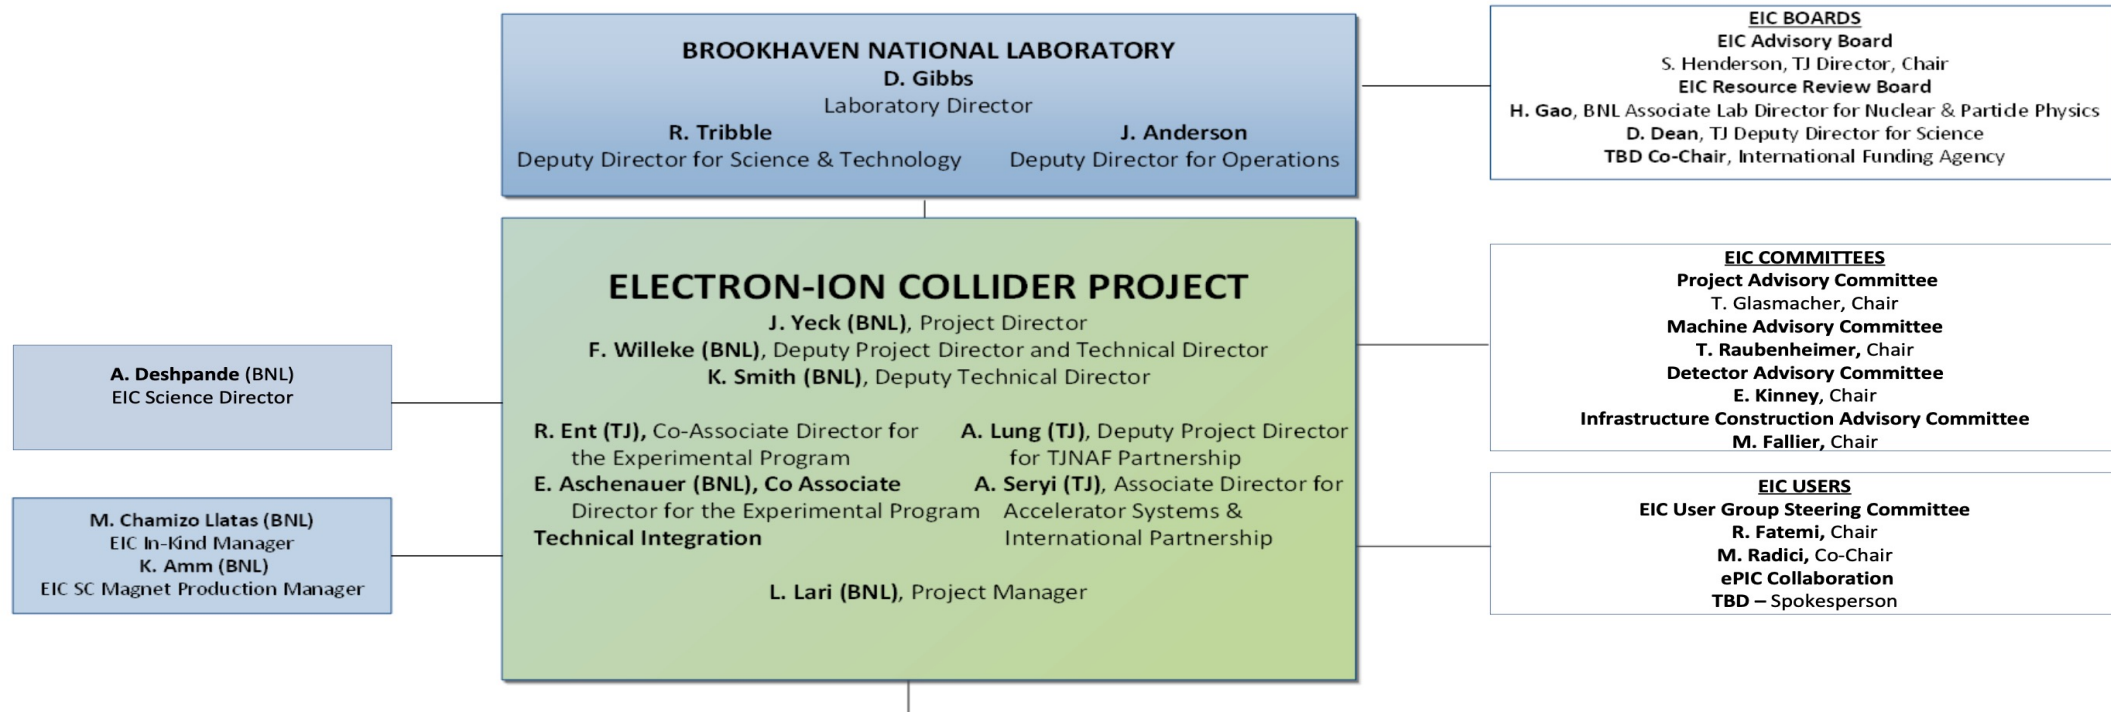 BROOKHAVEN NATIONAL LABORATORY
D. Gibbs
Laboratory Director
R. Tribble
Deputy Director for Science & Technology
J. Anderson
Deputy Director for Operations
EIC BOARDS
EIC Advisory Board
S. Henderson, TJ Director, Chair
EIC Resource Review Board
H. Gao, BNL Associate Lab Director for Nuclear & Particle Physics
D. Dean, TJ Deputy Director for Science
TBD Co-Chair, International Funding Agency
ELECTRON-ION COLLIDER PROJECT
J. Yeck (BNL), Project Director
F. Willeke (BNL), Deputy Project Director and Technical Director
K. Smith (BNL), Deputy Technical Director
R. Ent (TJ), Co-Associate Director for
the Experimental Program
E. Aschenauer (BNL), Co Associate
Director for the Experimental Program
Technical Integration
A. Lung (TJ), Deputy Project Director
for TJNAF Partnership
A. Seryi (TJ), Associate Director for
Accelerator Systems &
International Partnership
L. Lari (BNL), Project Manager
A. Deshpande (BNL)
EIC Science Director
M. Chamizo Llatas (BNL)
EIC In-Kind Manager
K. Amm (BNL)
EIC SC Magnet Production Manager
EIC COMMITTEES
Project Advisory Committee
T. Glasmacher, Chair
Machine Advisory Committee
T. Raubenheimer, Chair
Detector Advisory Committee
E. Kinney, Chair
Infrastructure Construction Advisory Committee
M. Fallier, Chair
EIC USERS
EIC User Group Steering Committee
R. Fatemi, Chair
M. Radici, Co-Chair
ePIC Collaboration
TBD – Spokesperson